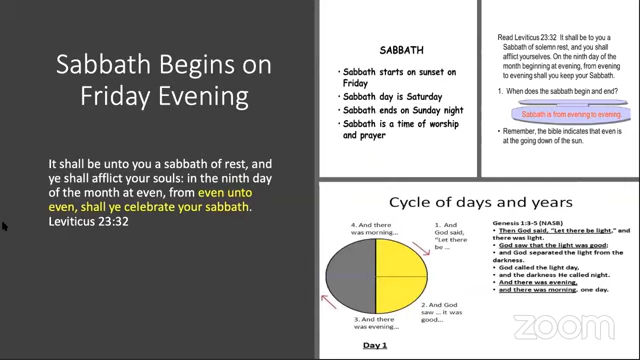 Sabbath Begins on
Friday Evening
It shall be unto you a sabbath of rest, and
ye shall afflict your souls: in the ninth day
of the month at even, from even unto
even, shall ye celebrate your sabbath.
Leviticus 23:32
SABBATH
• Sabbath starts on sunset on
Friday
• Sabbath day is Saturday
• Sabbath ends on Sunday night
• Sabbath is a time of worship
and prayer
Read Leviticus 23:32 It shall be to you a
Sabbath of solemn rest, and you shall
afflict yourselves. On the ninth day of the
month beginning at evening, from evening
to evening shall you keep your Sabbath.
1. When does the sabbath begin and end?
Sabbath is from evening to evening.
• Remember, the bible indicates that even is
at the going down of the sun.
Cycle of days and years
4. And there
was morning...
1. And
God said,
"Let there
be ...
2. And God
saw ... it was
good...
3. And there
was evening...
Day 1
Genesis 1:3-5 (NASB)
• Then God said, "Let there be light," and
there was light.
• God saw that the light was good;
• and God separated the light from the
darkness.
• God called the light day,
• and the darkness He called night.
• And there was evening,
• and there was morning, one day.
zoom